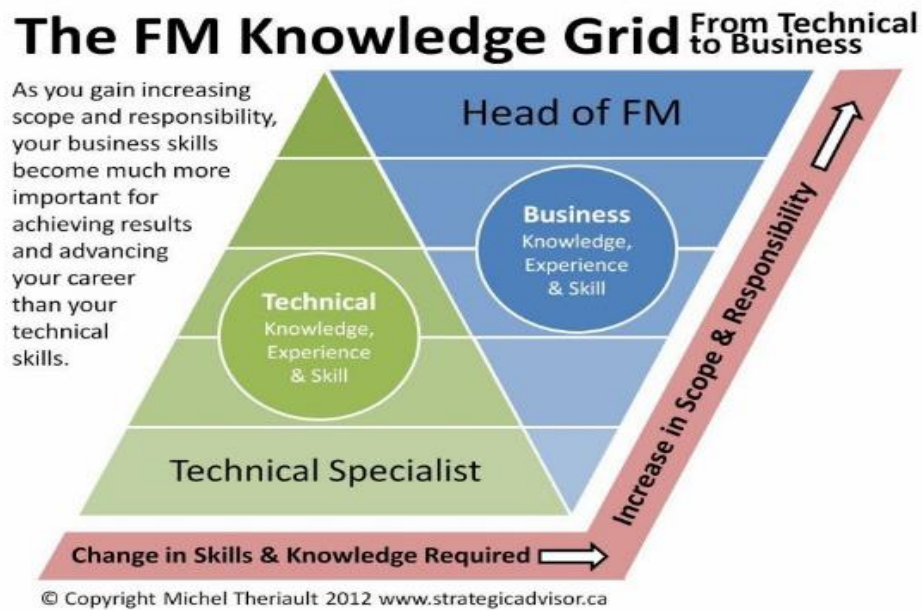 The FM Knowledge Grid From Technical
to Business
As you gain increasing
scope and responsibility,
your business skills
become much more
important for
achieving results
and advancing
your career
than your
technical
skills.
Head of FM
Business
Knowledge,
Experience
& Skill
Technical
Knowledge,
Experience
& Skill
Technical Specialist
Increase in Scope & Responsibility
Change in Skills & Knowledge Required
© Copyright Michel Theriault 2012 www.strategicadvisor.ca